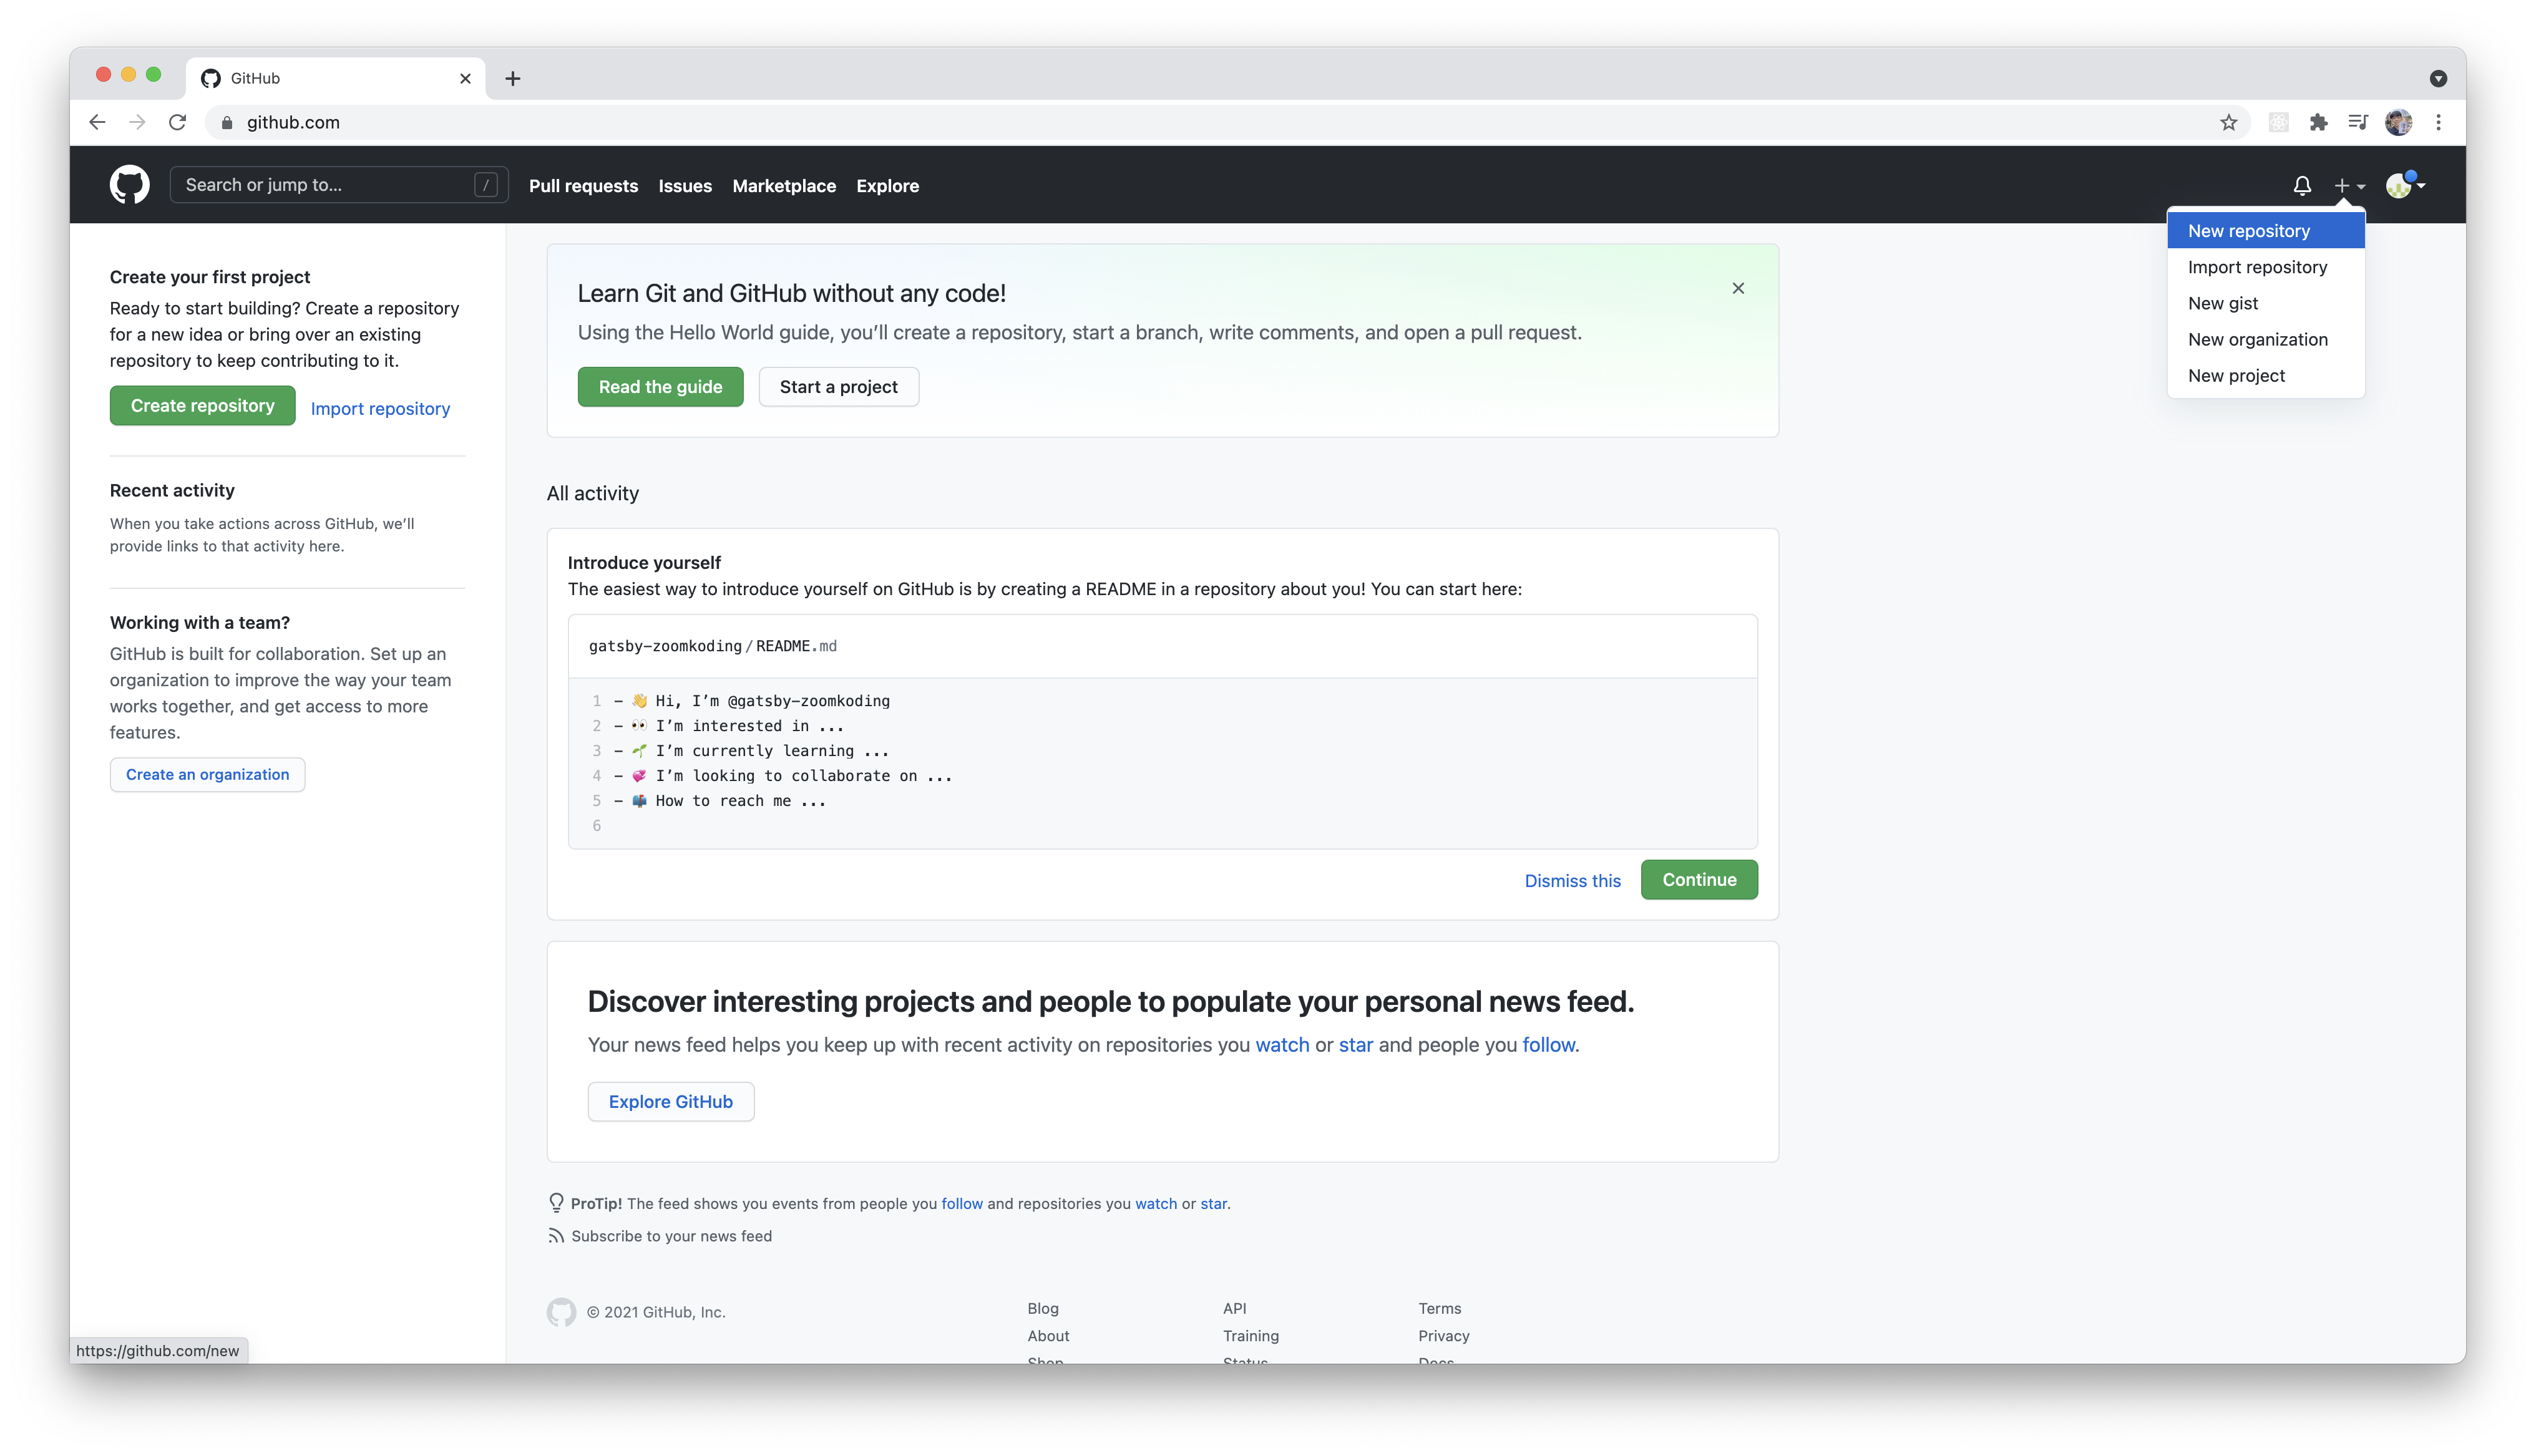 GitHub
github.com
Search or jump to...
/
Pull requests
Issues
Marketplace
Explore
New repository
Import repository
New gist
New organization
New project
Create your first project
Ready to start building? Create a repository
for a new idea or bring over an existing
repository to keep contributing to it.
Create repository
Import repository
Recent activity
When you take actions across GitHub, we’ll
provide links to that activity here.
Working with a team?
GitHub is built for collaboration. Set up an
organization to improve the way your team
works together, and get access to more
features.
Create an organization
Learn Git and GitHub without any code!
Using the Hello World guide, you’ll create a repository, start a branch, write comments, and open a pull request.
Read the guide
Start a project
All activity
Introduce yourself
The easiest way to introduce yourself on GitHub is by creating a README in a repository about you! You can start here:
gatsby-zoomkoding/README.md
1 - 👋 Hi, I’m @gatsby-zoomkoding
2 - 👀 I’m interested in ...
3 - 🌱 I’m currently learning ...
4 - 💞️ I’m looking to collaborate on ...
5 - 📫 How to reach me ...
6
Dismiss this
Continue
Discover interesting projects and people to populate your personal news feed.
Your news feed helps you keep up with recent activity on repositories you watch or star and people you follow.
Explore GitHub
ProTip! The feed shows you events from people you follow and repositories you watch or star.
Subscribe to your news feed
© 2021 GitHub, Inc.
Blog
About
Shop
API
Training
Status
Terms
Privacy
Docs
https://github.com/new